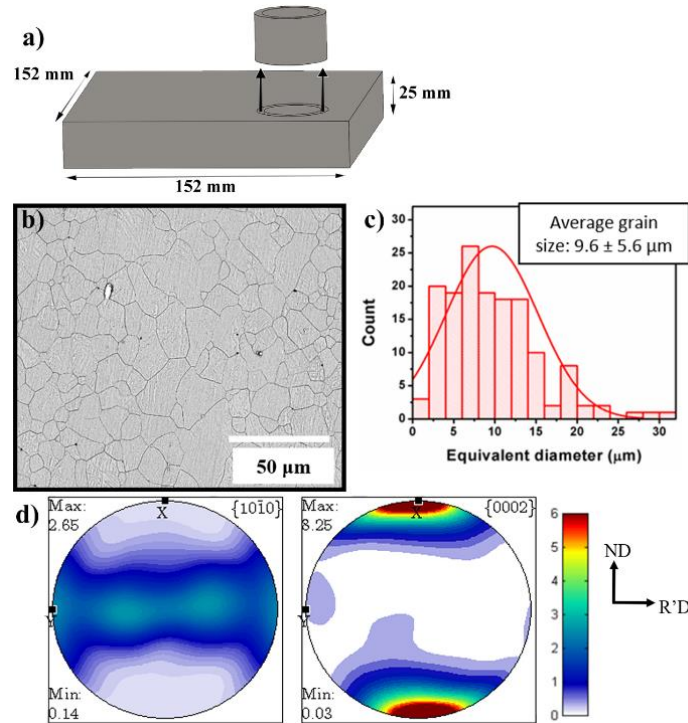 a)
152 mm
25 mm
152 mm
b)
50 μm
c)
Average grain
size: 9.6 ± 5.6 μm
30
25
20
15
10
5
0
Count
0 5 10 15 20 25 30
Equivalent diameter (μm)
d)
Max:
2.65
X
{101̄0}
Y
Min:
0.14
Max:
8.25
X
{0002}
Y
Min:
0.03
6
5
4
3
2
1
0
ND
R'D